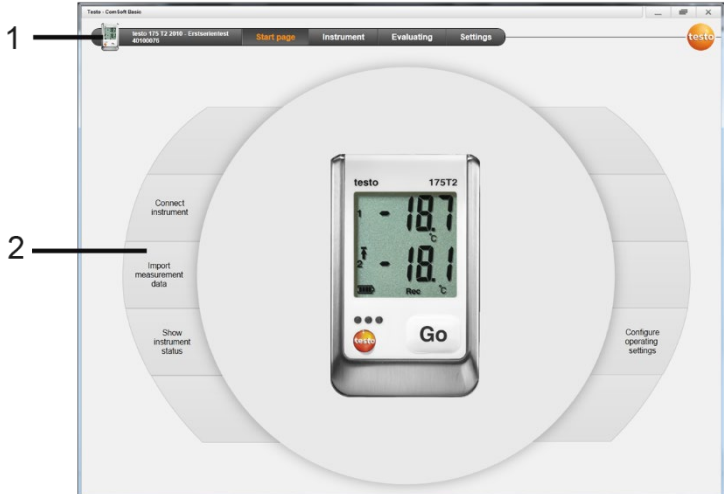 Testo - ComSoft Basic
1
testo 175 T2 2010 - Erstserientest
40100070
Start page
Instrument
Evaluating
Settings
testo
testo 175T2
1 -18.7 °C
2 -18.1 °C
Rec
testo
Go
Connect
instrument
2
Import
measurement
data
Show
instrument
status
Configure
operating
settings